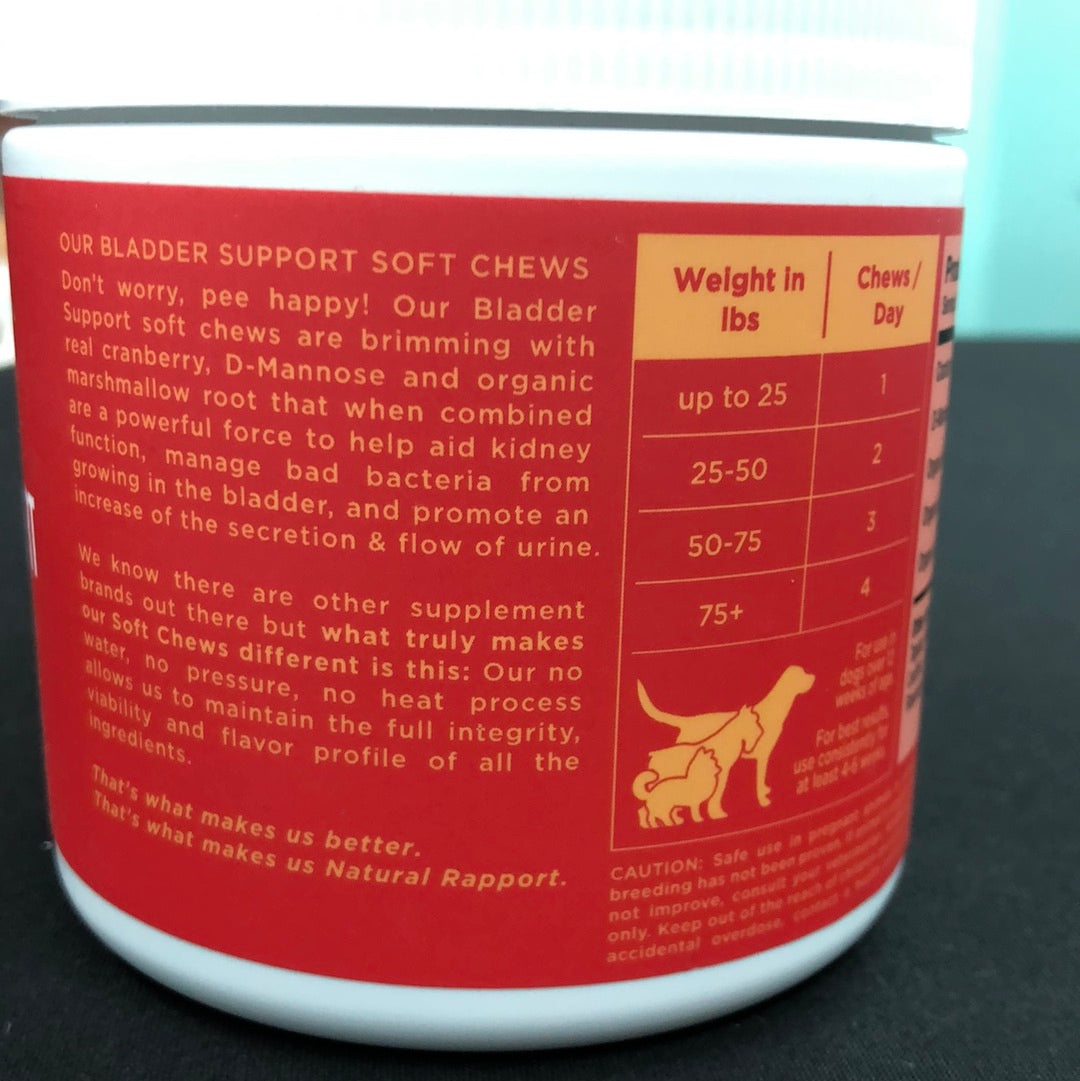 OUR BLADDER SUPPORT SOFT CHEWS
Don't worry, pee happy! Our Bladder
Support soft chews are brimming with
real cranberry, D-Mannose and organic
marshmallow root that when combined
are a powerful force to help aid kidney
function, manage bad bacteria from
growing in the bladder, and promote an
increase of the secretion & flow of urine.
We know there are other supplement
brands out there but what truly makes
our Soft Chews different is this: Our no
water, no pressure, no heat process
allows us to maintain the full integrity,
viability and flavor profile of all the
ingredients.
That's what makes us better.
That's what makes us Natural Rapport.
Weight in lbs
Chews/ Day
up to 25 1
25-50 2
50-75 3
75+ 4
For use in
dogs over 12
weeks of age
For best results,
use consistently for
at least 4-6 weeks
CAUTION: Safe use in pregnant
breeding has not been proven.
not improve, consult your
only. Keep out of the reach of
accidental overdose, contact a